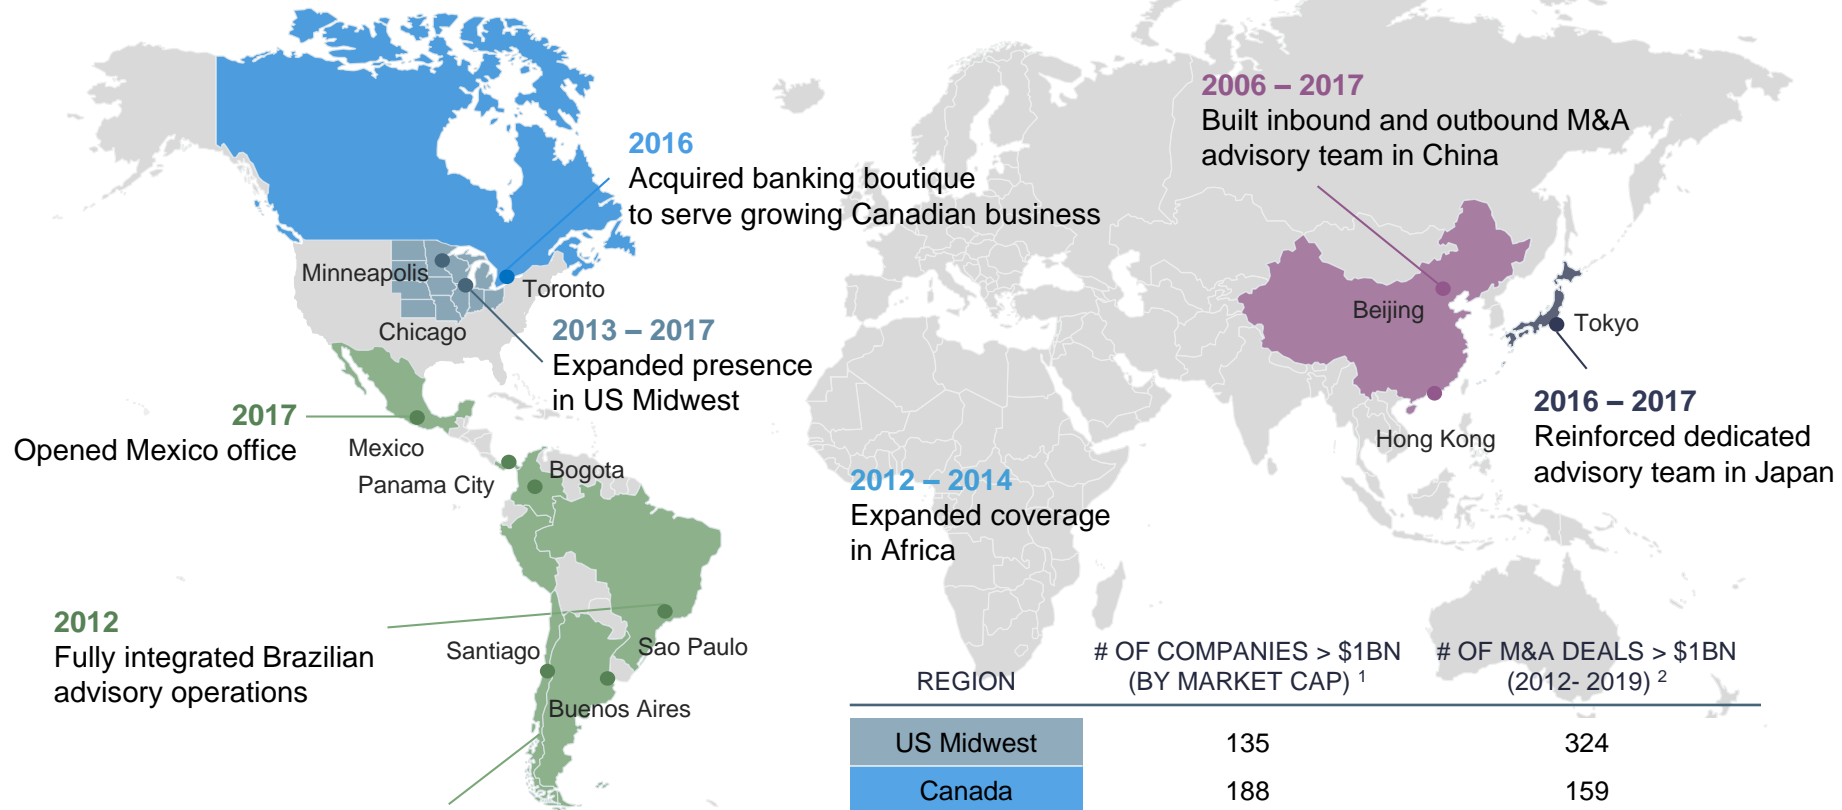 2006 – 2017
Built inbound and outbound M&A
advisory team in China
2016
Acquired banking boutique
to serve growing Canadian business
Minneapolis
Toronto
Chicago
2013 – 2017
Expanded presence
in US Midwest
Beijing
Tokyo
Hong Kong
2016 – 2017
Reinforced dedicated
advisory team in Japan
2017
Opened Mexico office
Mexico
Panama City
Bogota
2012 – 2014
Expanded coverage
in Africa
2012
Fully integrated Brazilian
advisory operations
Santiago
Sao Paulo
Buenos Aires
REGION
# OF COMPANIES > $1BN
(BY MARKET CAP) 1
# OF M&A DEALS > $1BN
(2012- 2019) 2
US Midwest 135 324
Canada 188 159